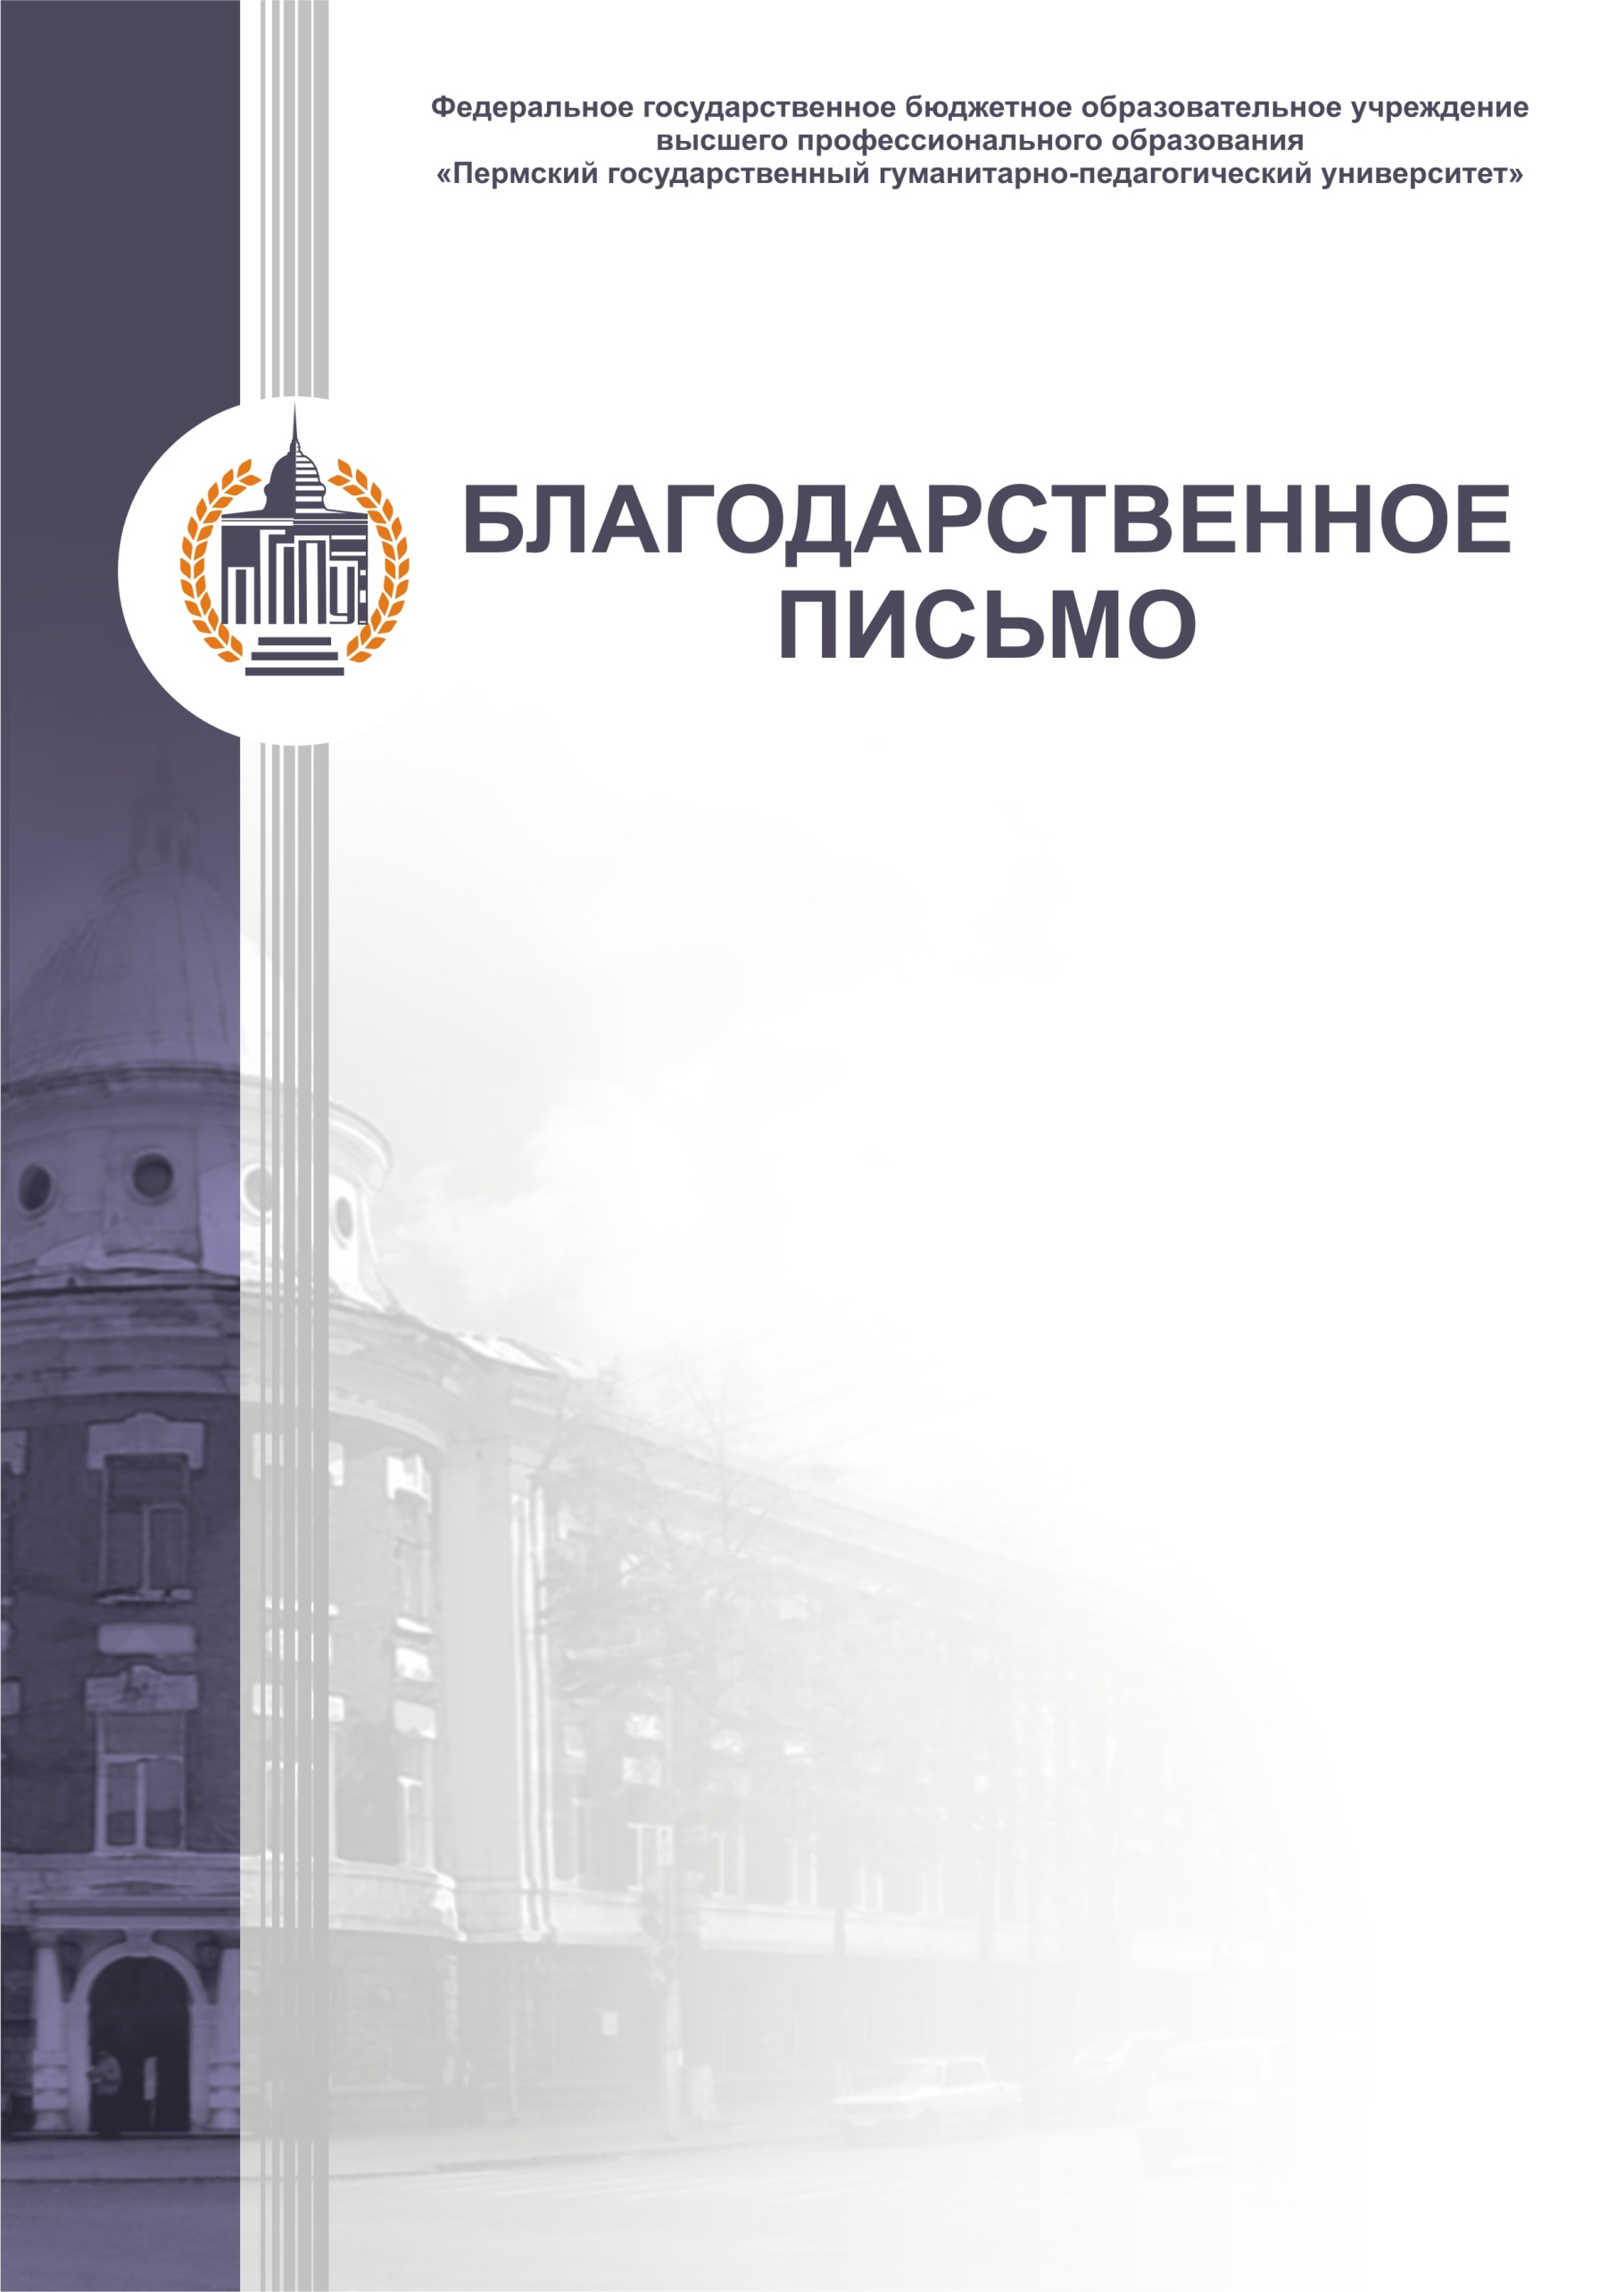 Федеральное государственное бюджетное образовательное учреждение
высшего профессионального образования
«Пермский государственный гуманитарно-педагогический университет»
БЛАГОДАРСТВЕННОЕ
ПИСЬМО